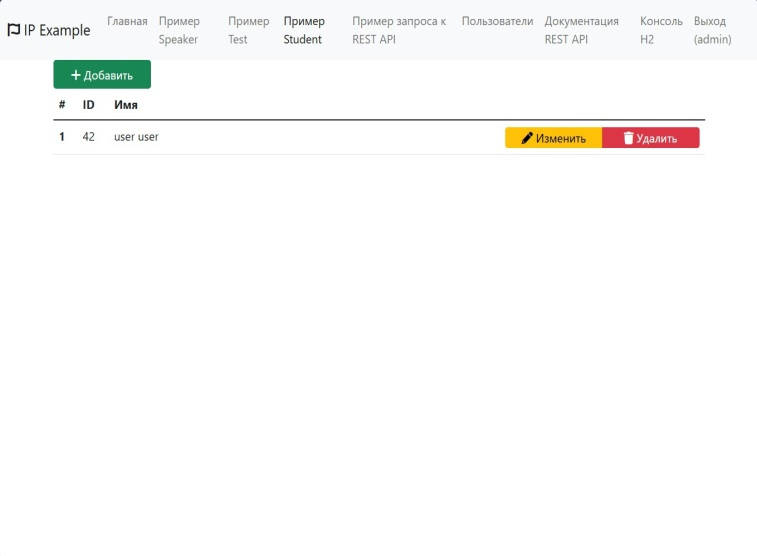 IP Example
Главная
Пример
Speaker
Пример
Test
Пример
Student
Пример запроса к
REST API
Пользователи
Документация
REST API
Консоль
H2
Выход
(admin)
Добавить
# ID Имя
1 42 user user Изменить Удалить